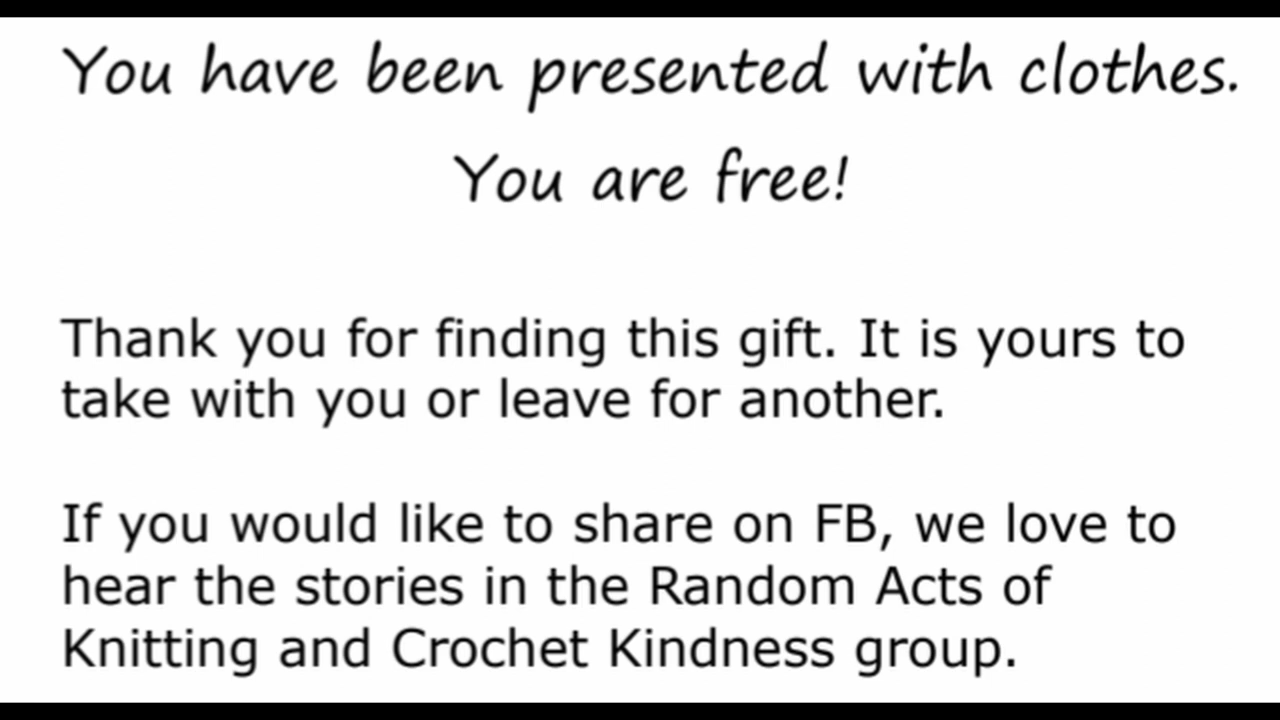 You have been presented with clothes.
You are free!
Thank you for finding this gift. It is yours to
take with you or leave for another.
If you would like to share on FB, we love to
hear the stories in the Random Acts of
Knitting and Crochet Kindness group.